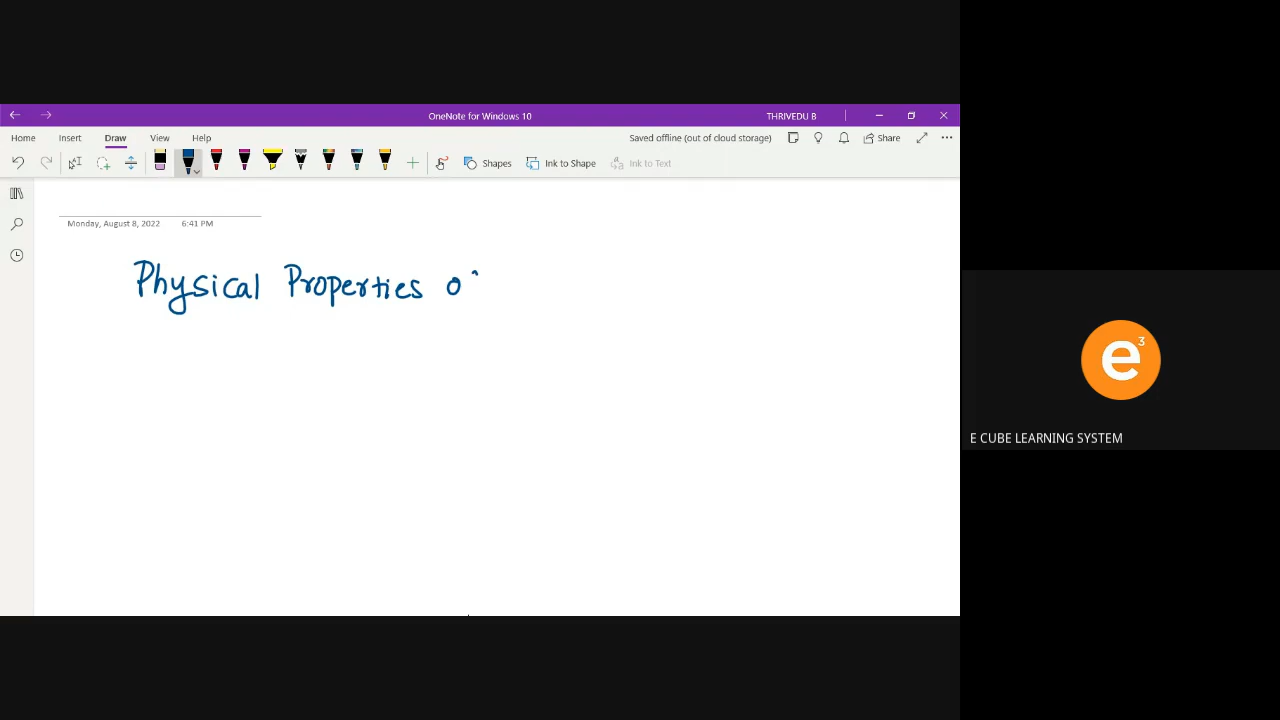 OneNote for Windows 10
THRIVEDU B
Home Insert Draw View Help
Saved offline (out of cloud storage)
Share
Shapes
Ink to Shape
Ink to Text
Monday, August 8, 2022 6:41 PM
Physical Properties o
e3
E CUBE LEARNING SYSTEM